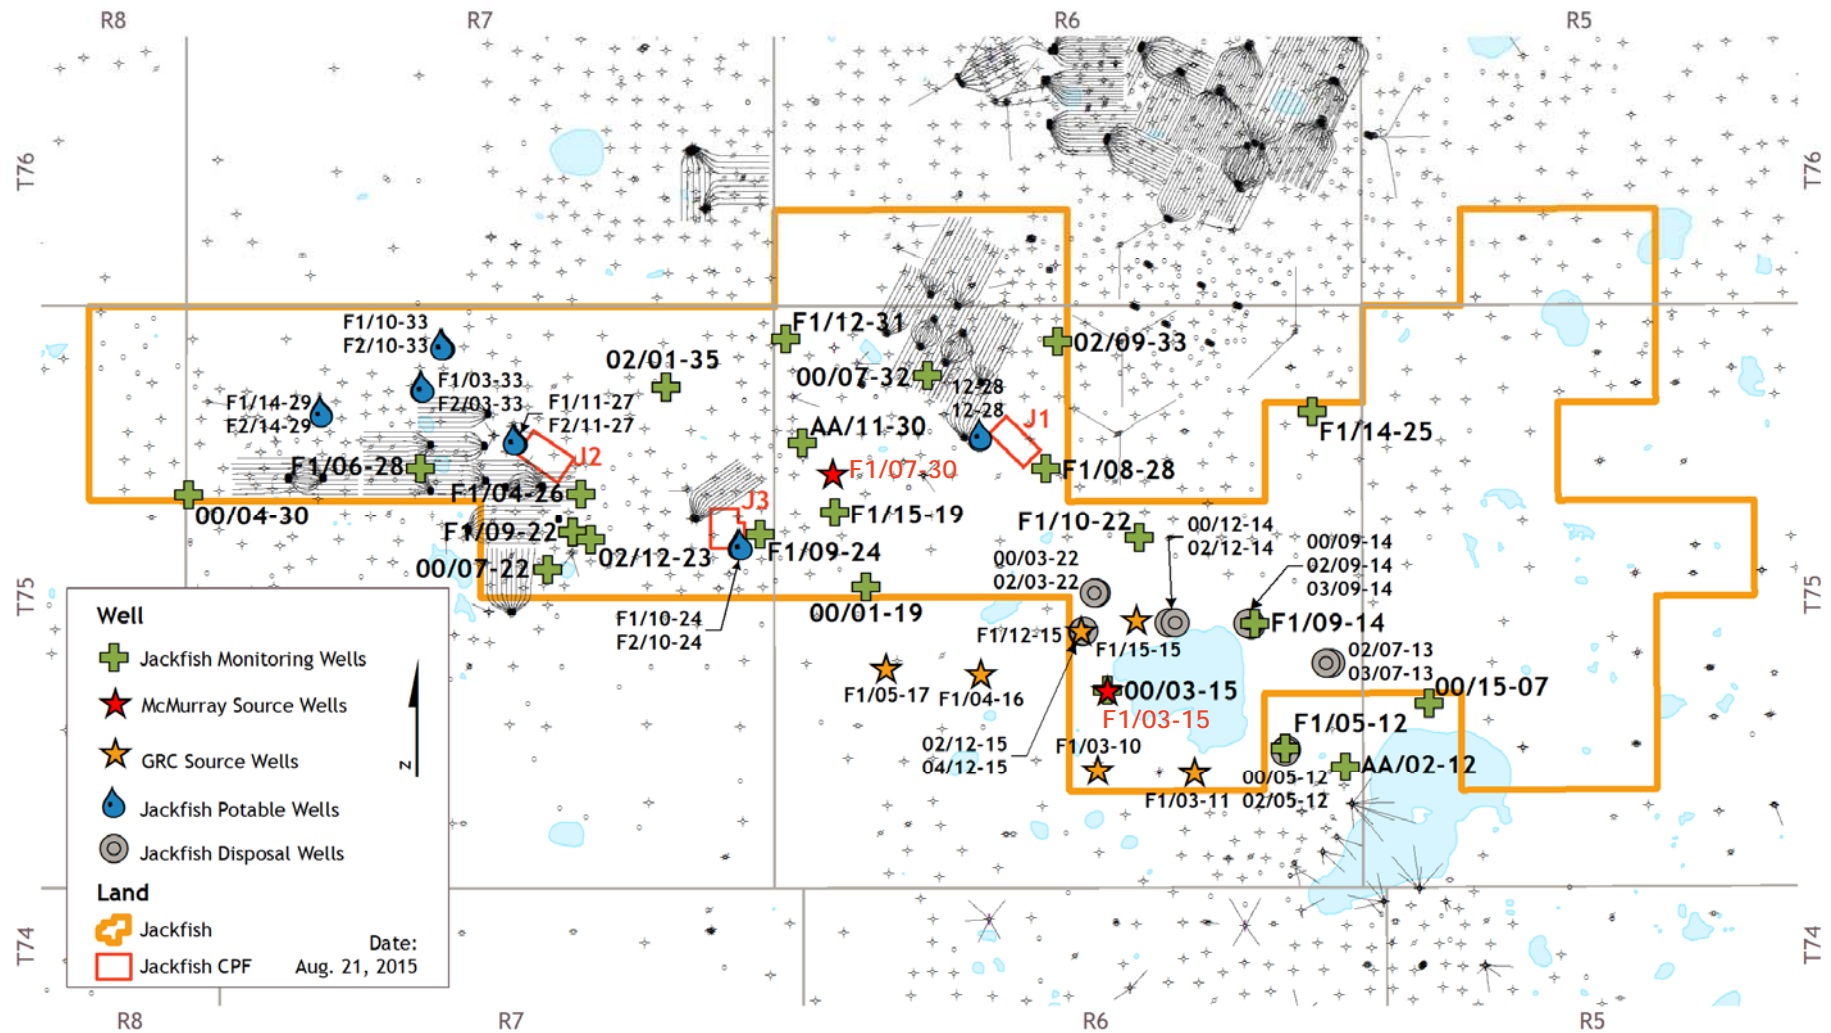 R8
R7
R6
R5
T76
T76
F1/10-33
F2/10-33
F1/12-31
02/09-33
02/01-35
00/07-32
F1/03-33
F2/03-33
12-28
12-28
F1/14-29
F2/14-29
F1/11-27
F2/11-27
AA/11-30
J1
F1/14-25
J2
F1/06-28
F1/07-30
F1/08-28
F1/04-26
J3
00/04-30
F1/15-19
F1/10-22
00/12-14
02/12-14
F1/09-22
02/12-23
F1/09-24
00/09-14
02/09-14
03/09-14
00/03-22
02/03-22
00/07-22
T75
T75
00/01-19
F1/10-24
F2/10-24
F1/12-15
F1/15-15
F1/09-14
02/07-13
03/07-13
F1/05-17
F1/04-16
00/03-15
F1/03-15
00/15-07
F1/05-12
02/12-15
04/12-15
F1/03-10
AA/02-12
00/05-12
02/05-12
F1/03-11
Well
Jackfish Monitoring Wells
McMurray Source Wells
GRC Source Wells
Jackfish Potable Wells
Jackfish Disposal Wells
N
Land
Jackfish
Jackfish CPF
Date:
Aug. 21, 2015
T74
T74
R8
R7
R6
R5